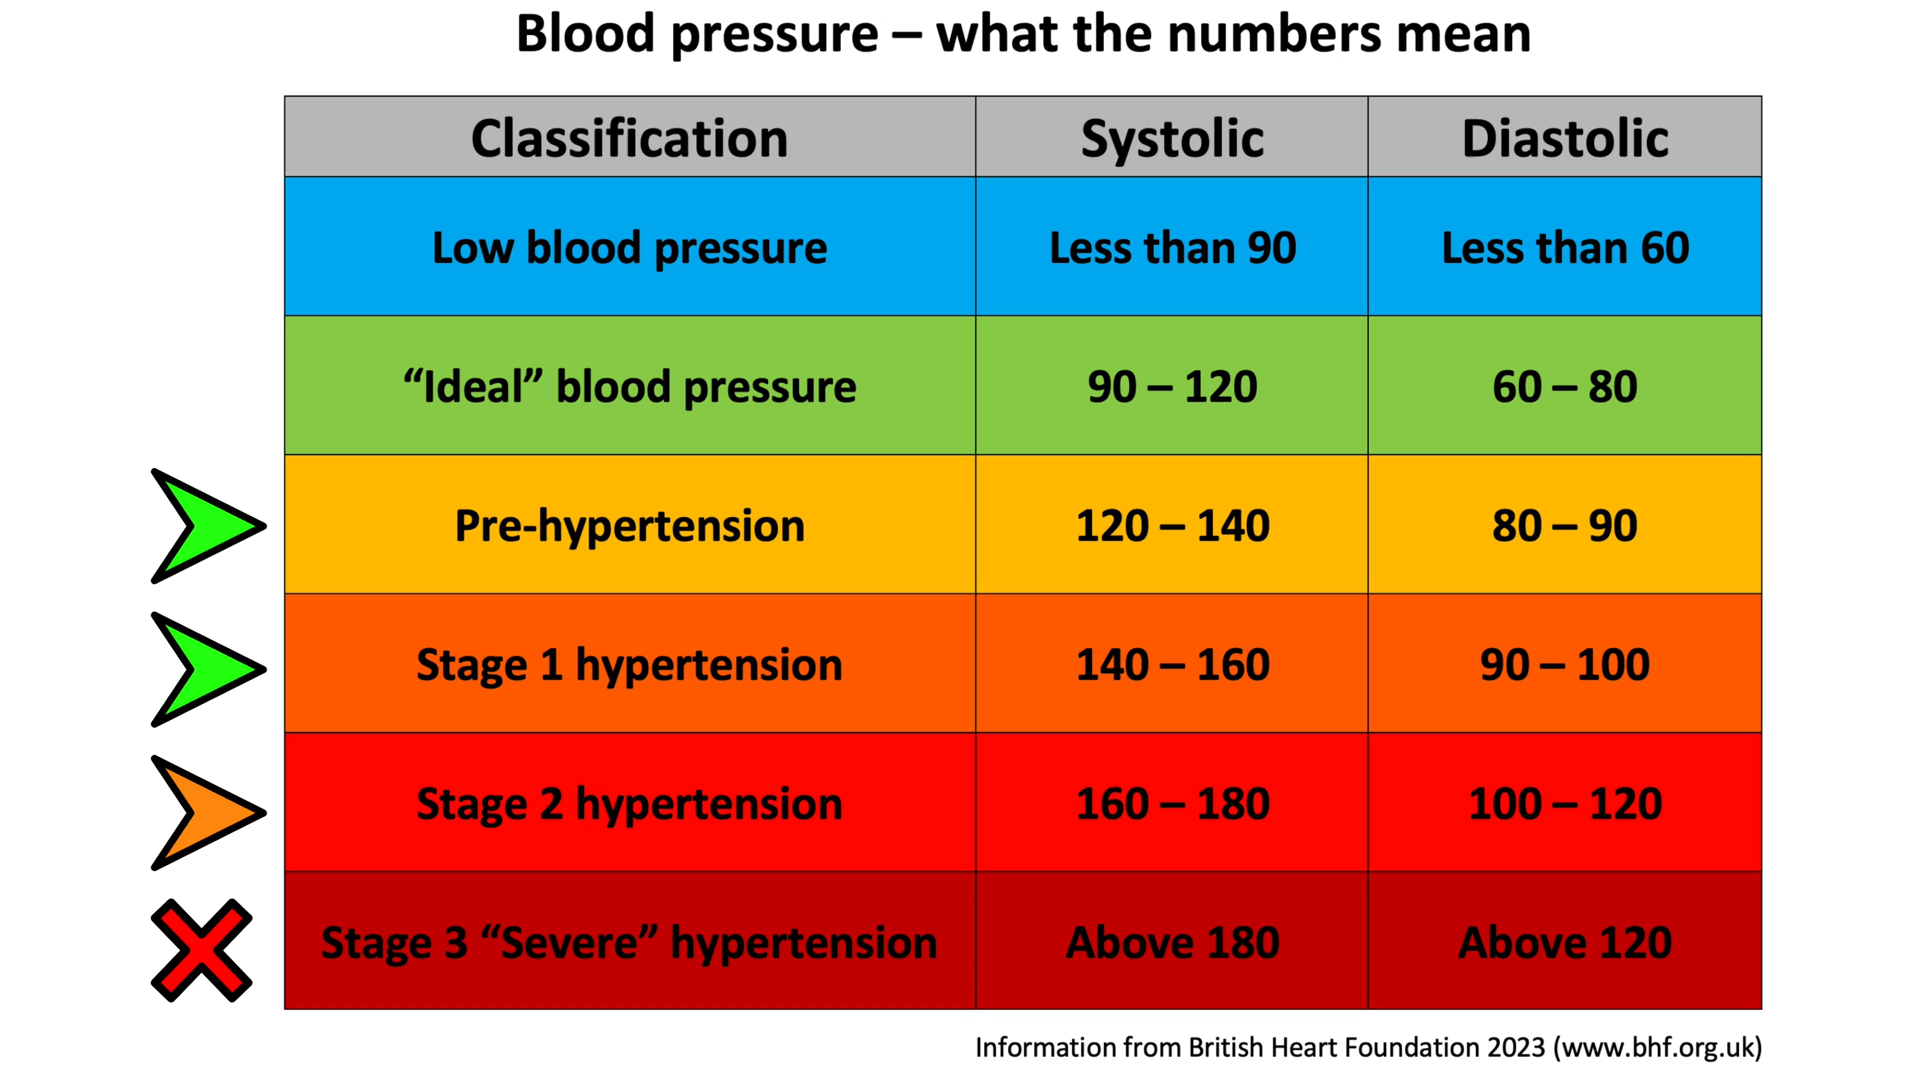 Blood pressure – what the numbers mean
Classification Systolic Diastolic
Low blood pressure Less than 90 Less than 60
“Ideal” blood pressure 90 – 120 60 – 80
Pre-hypertension 120 – 140 80 – 90
Stage 1 hypertension 140 – 160 90 – 100
Stage 2 hypertension 160 – 180 100 – 120
Stage 3 “Severe” hypertension Above 180 Above 120
Information from British Heart Foundation 2023 (www.bhf.org.uk)